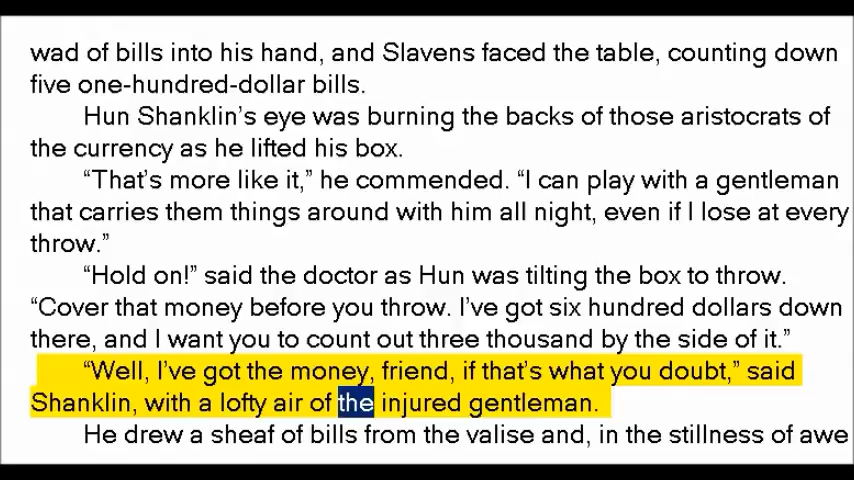 wad of bills into his hand, and Slavens faced the table, counting down
five one-hundred-dollar bills.
Hun Shanklin’s eye was burning the backs of those aristocrats of
the currency as he lifted his box.
“That’s more like it,” he commended. “I can play with a gentleman
that carries them things around with him all night, even if I lose at every
throw.”
“Hold on!” said the doctor as Hun was tilting the box to throw.
“Cover that money before you throw. I’ve got six hundred dollars down
there, and I want you to count out three thousand by the side of it.”
“Well, I’ve got the money, friend, if that’s what you doubt,” said
Shanklin, with a lofty air of the injured gentleman.
He drew a sheaf of bills from the valise and, in the stillness of awe